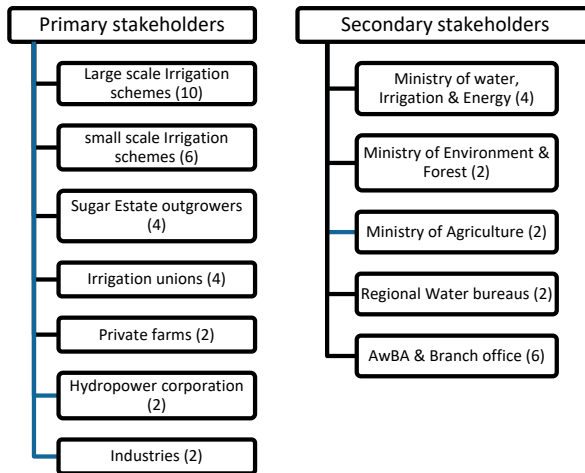 Primary stakeholders
Large scale Irrigation
schemes (10)
small scale Irrigation
schemes (6)
Sugar Estate outgrowers
(4)
Irrigation unions (4)
Private farms (2)
Hydropower corporation
(2)
Industries (2)
Secondary stakeholders
Ministry of water,
Irrigation & Energy (4)
Ministry of Environment &
Forest (2)
Ministry of Agriculture (2)
Regional Water bureaus (2)
AwBA & Branch office (6)